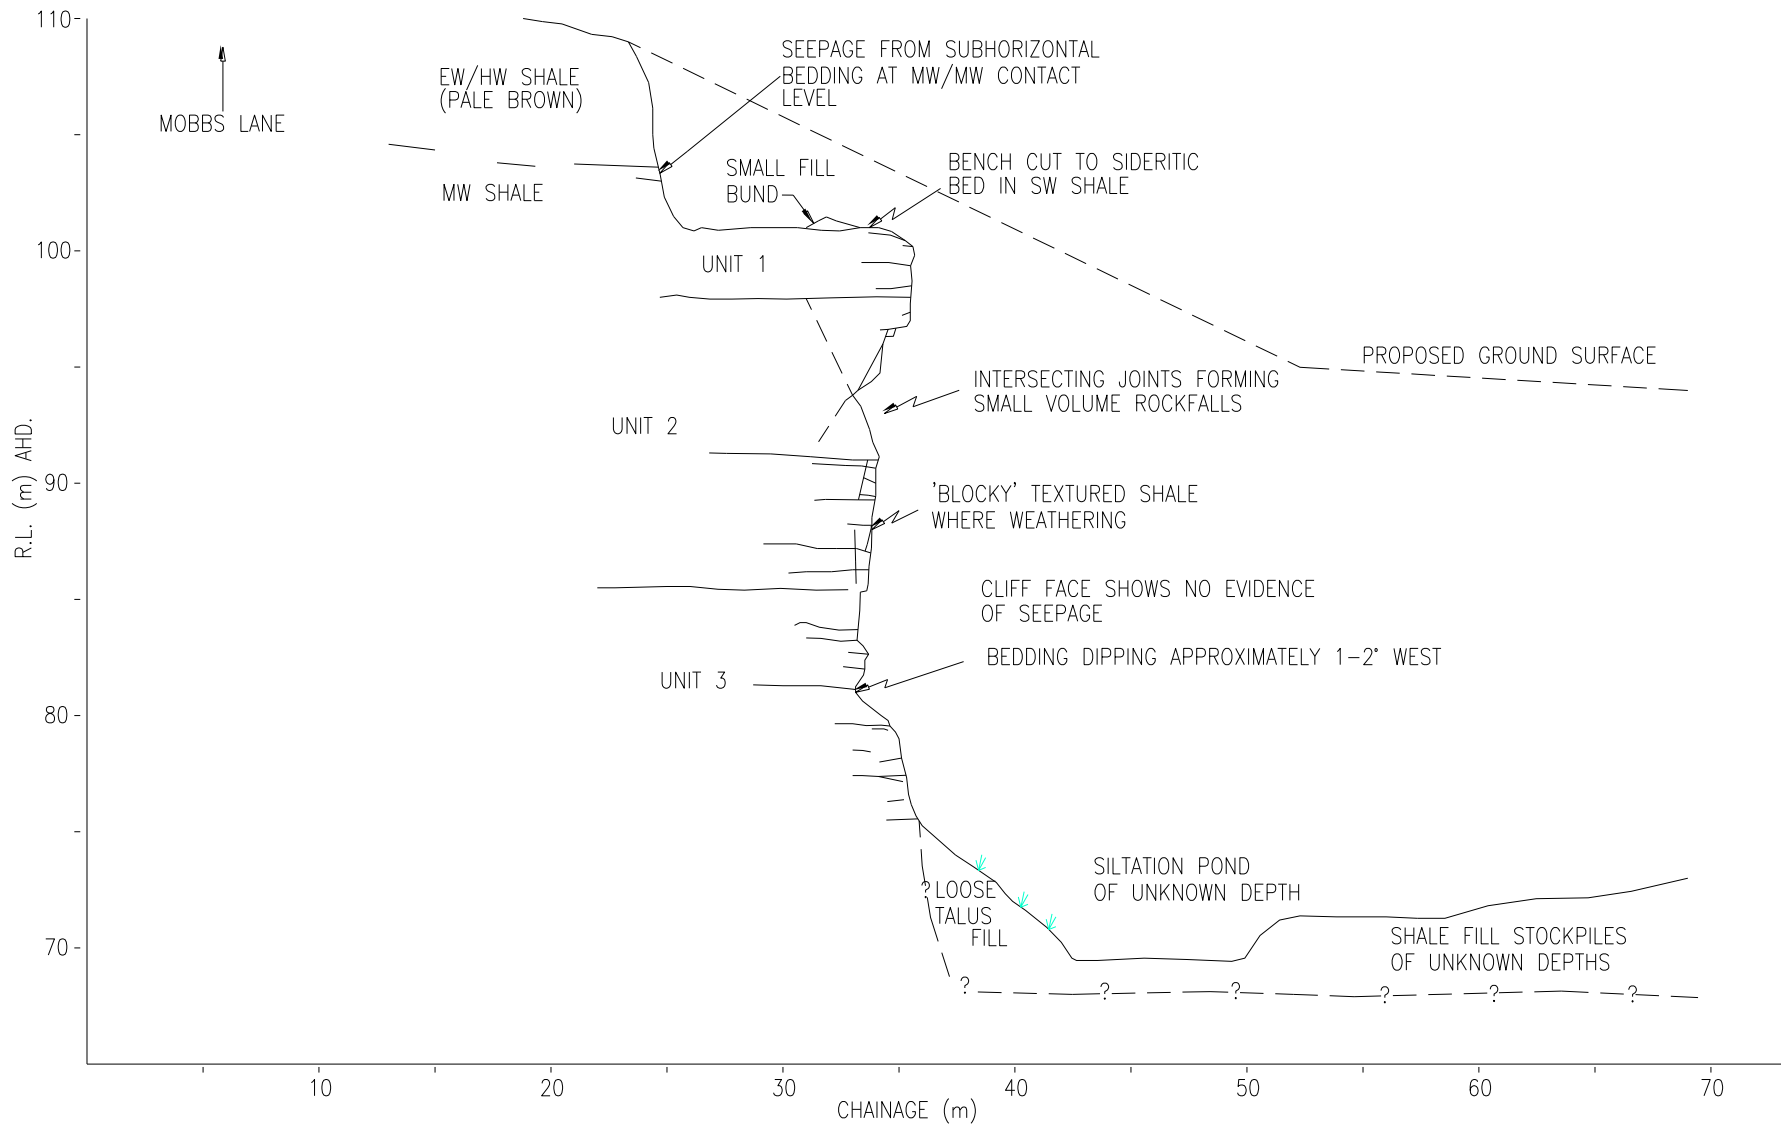 110
SEEPAGE FROM SUBHORIZONTAL
BEDDING AT MW/MW CONTACT
LEVEL
EW/HW SHALE
(PALE BROWN)
MOBBS LANE
SMALL FILL
BUND
BENCH CUT TO SIDERITIC
BED IN SW SHALE
MW SHALE
100
UNIT 1
PROPOSED GROUND SURFACE
INTERSECTING JOINTS FORMING
SMALL VOLUME ROCKFALLS
UNIT 2
R.L. (m) AHD.
90
'BLOCKY' TEXTURED SHALE
WHERE WEATHERING
CLIFF FACE SHOWS NO EVIDENCE
OF SEEPAGE
BEDDING DIPPING APPROXIMATELY 1-2° WEST
UNIT 3
80
SILTATION POND
OF UNKNOWN DEPTH
? LOOSE
TALUS
FILL
70
SHALE FILL STOCKPILES
OF UNKNOWN DEPTHS
? ? ? ? ? ?
10 20 30 40 50 60 70
CHAINAGE (m)